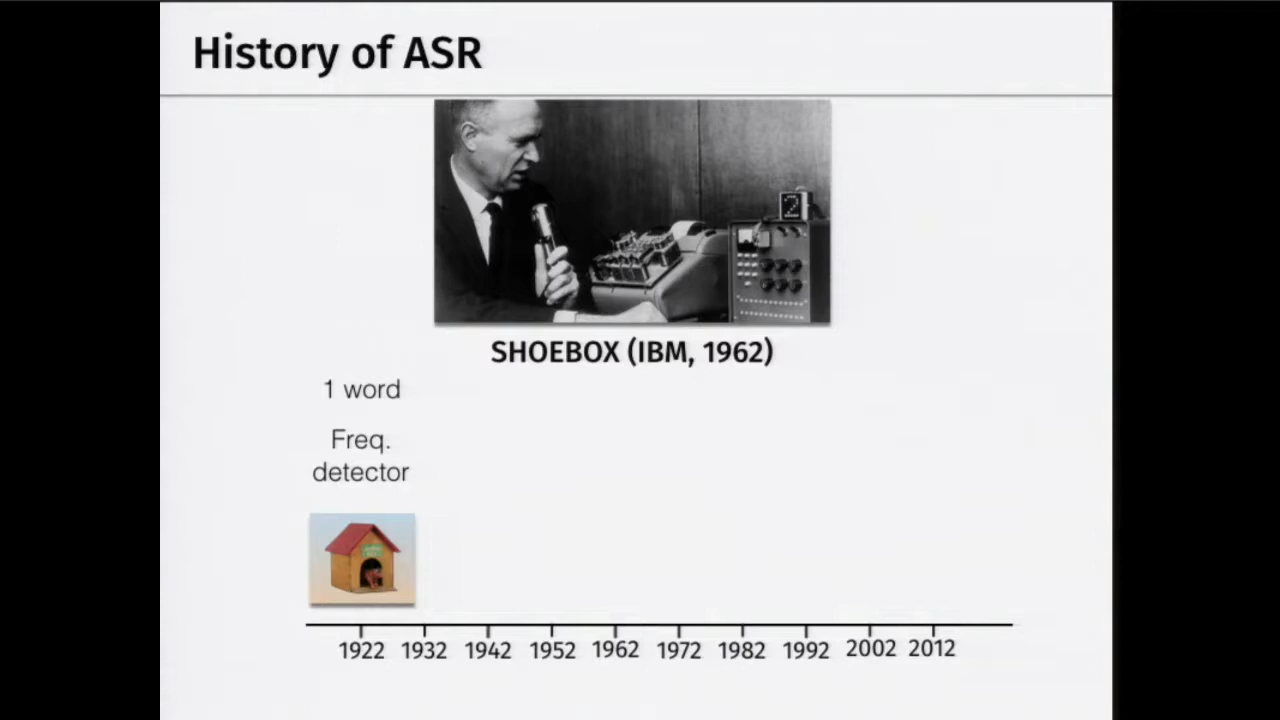 History of ASR
2
SHOEBOX (IBM, 1962)
1 word
Freq.
detector
1922 1932 1942 1952 1962 1972 1982 1992 2002 2012